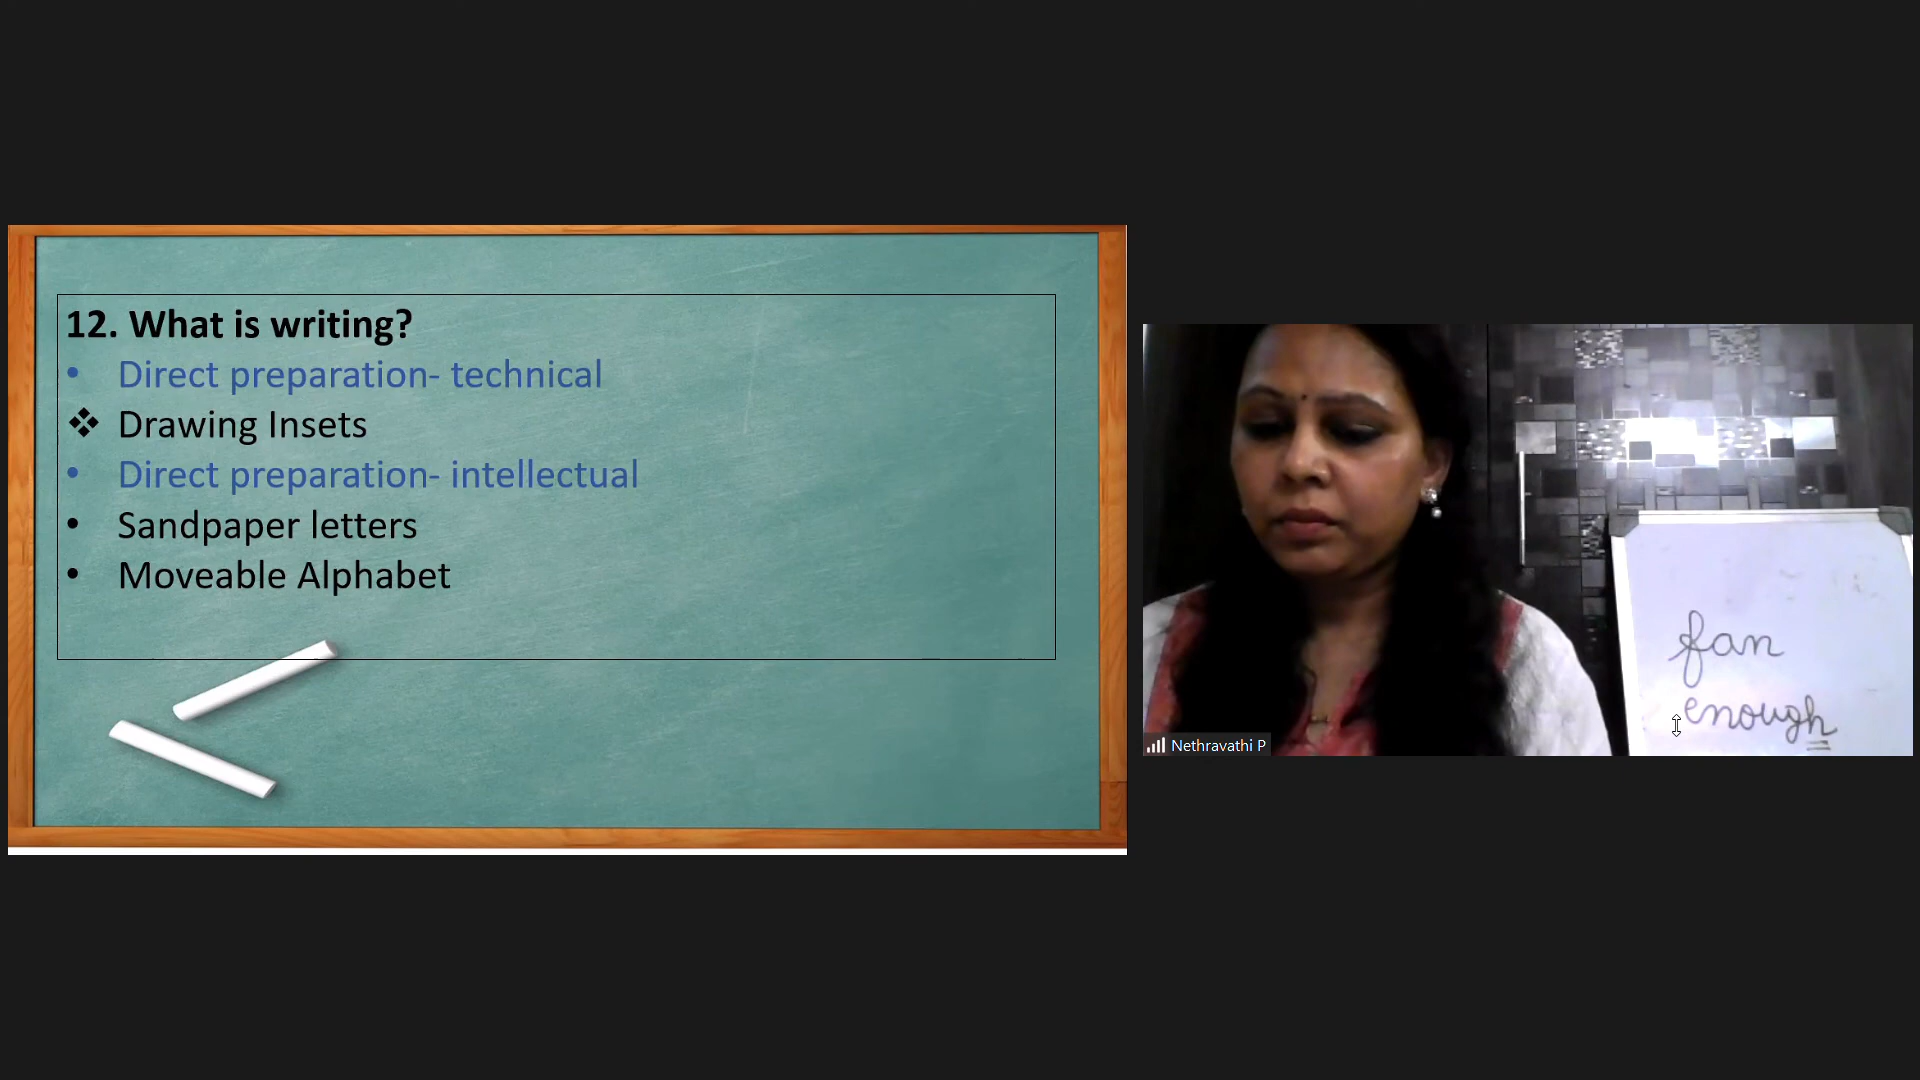 12. What is writing?
• Direct preparation- technical
❖ Drawing Insets
• Direct preparation- intellectual
• Sandpaper letters
• Moveable Alphabet
fan
enough
Nethravathi P